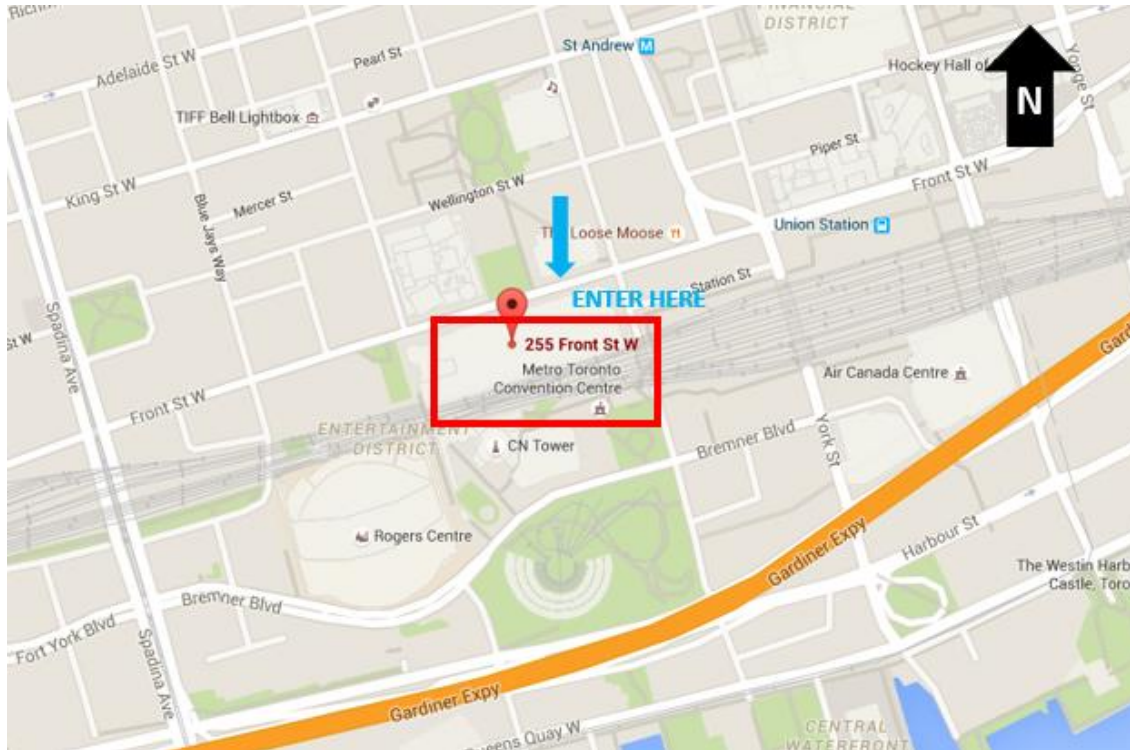 FINANCIAL
DISTRICT
St Andrew M
Adelaide St W
Pearl St
Hockey Hall of
Yonge St
N
TIFF Bell Lightbox
Piper St
King St W
Mercer St
Blue Jays Way
Wellington St W
Front St W
Loose Moose
Union Station
Station St
ENTER HERE
Spadina Ave
St W
255 Front St W
Metro Toronto
Convention Centre
Air Canada Centre
Front St W
ENTERTAINMENT
DISTRICT
CN Tower
Bremner Blvd
York St
Rogers Centre
Gardiner Expy
Harbour St
The Westin Harb
Castle, Toro
Bremner Blvd
Fort York Blvd
Spadina Ave
Gardiner Expy
Queens Quay W
CENTRAL
WATERFRONT